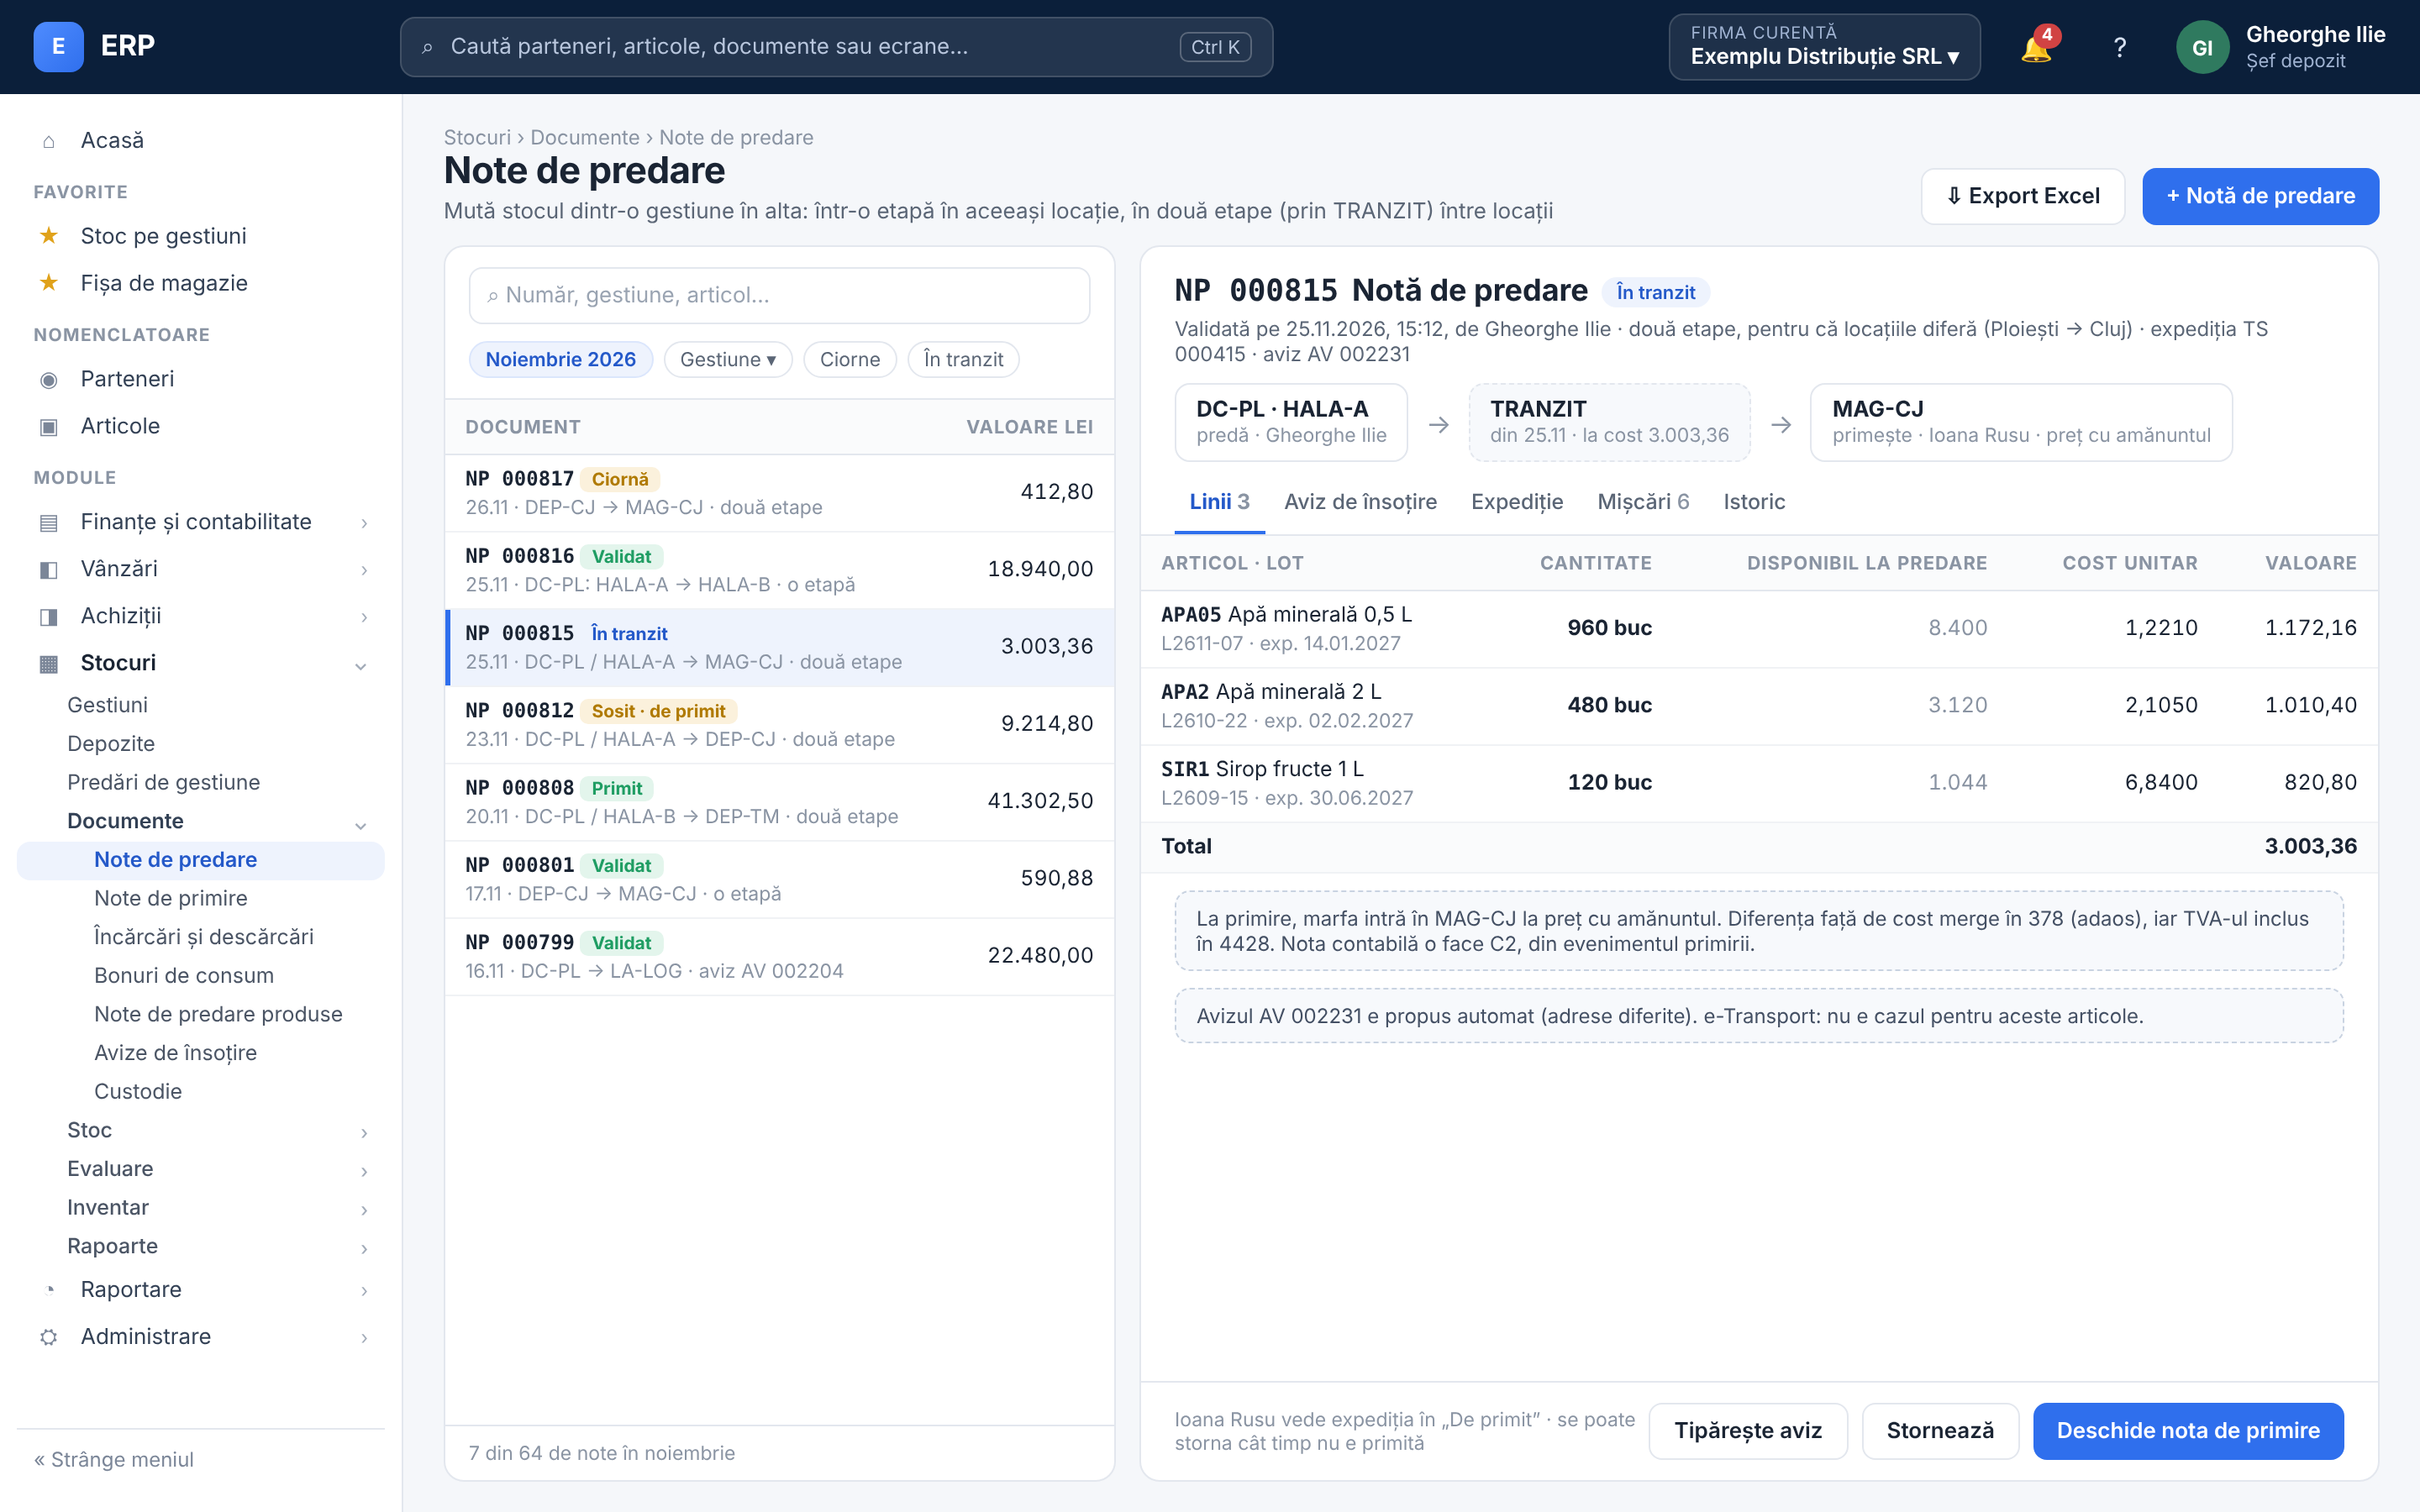 E ERP
Caută parteneri, articole, documente sau ecrane... Ctrl K
FIRMA CURENTĂ
Exemplu Distribuție SRL ▾
4
?
GI
Gheorghe Ilie
Șef depozit
Acasă
FAVORITE
★ Stoc pe gestiuni
★ Fișa de magazie
NOMENCLATOARE
Parteneri
Articole
MODULE
Finanțe și contabilitate ›
Vânzări ›
Achiziții ›
Stocuri
Gestiuni
Depozite
Predări de gestiune
Documente
Note de predare
Note de primire
Încărcări și descărcări
Bonuri de consum
Note de predare produse
Avize de însoțire
Custodie
Stoc ›
Evaluare ›
Inventar ›
Rapoarte ›
Raportare ›
Administrare ›
« Strânge meniul
Stocuri › Documente › Note de predare
Note de predare
Mută stocul dintr-o gestiune în alta: într-o etapă în aceeași locație, în două etape (prin TRANZIT) între locații
⇩ Export Excel
+ Notă de predare
Număr, gestiune, articol...
Noiembrie 2026 Gestiune ▾ Ciorne În tranzit
DOCUMENT VALOARE LEI
NP 000817 Ciornă 412,80
26.11 · DEP-CJ → MAG-CJ · două etape
NP 000816 Validat 18.940,00
25.11 · DC-PL: HALA-A → HALA-B · o etapă
NP 000815 În tranzit 3.003,36
25.11 · DC-PL / HALA-A → MAG-CJ · două etape
NP 000812 Sosit · de primit 9.214,80
23.11 · DC-PL / HALA-A → DEP-CJ · două etape
NP 000808 Primit 41.302,50
20.11 · DC-PL / HALA-B → DEP-TM · două etape
NP 000801 Validat 590,88
17.11 · DEP-CJ → MAG-CJ · o etapă
NP 000799 Validat 22.480,00
16.11 · DC-PL → LA-LOG · aviz AV 002204
7 din 64 de note în noiembrie
NP 000815 Notă de predare În tranzit
Validată pe 25.11.2026, 15:12, de Gheorghe Ilie · două etape, pentru că locațiile diferă (Ploiești → Cluj) · expediția TS
000415 · aviz AV 002231
DC-PL · HALA-A
predă · Gheorghe Ilie
→
TRANZIT
din 25.11 · la cost 3.003,36
→
MAG-CJ
primește · Ioana Rusu · preț cu amănuntul
Linii 3 Aviz de însoțire Expediție Mișcări 6 Istoric
ARTICOL · LOT CANTITATE DISPONIBIL LA PREDARE COST UNITAR VALOARE
APA05 Apă minerală 0,5 L 960 buc 8.400 1,2210 1.172,16
L2611-07 · exp. 14.01.2027
APA2 Apă minerală 2 L 480 buc 3.120 2,1050 1.010,40
L2610-22 · exp. 02.02.2027
SIR1 Sirop fructe 1 L 120 buc 1.044 6,8400 820,80
L2609-15 · exp. 30.06.2027
Total 3.003,36
La primire, marfa intră în MAG-CJ la preț cu amănuntul. Diferența față de cost merge în 378 (adaos), iar TVA-ul inclus
în 4428. Nota contabilă o face C2, din evenimentul primirii.
Avizul AV 002231 e propus automat (adrese diferite). e-Transport: nu e cazul pentru aceste articole.
Ioana Rusu vede expediția în „De primit” · se poate
storna cât timp nu e primită
Tipărește aviz
Stornează
Deschide nota de primire